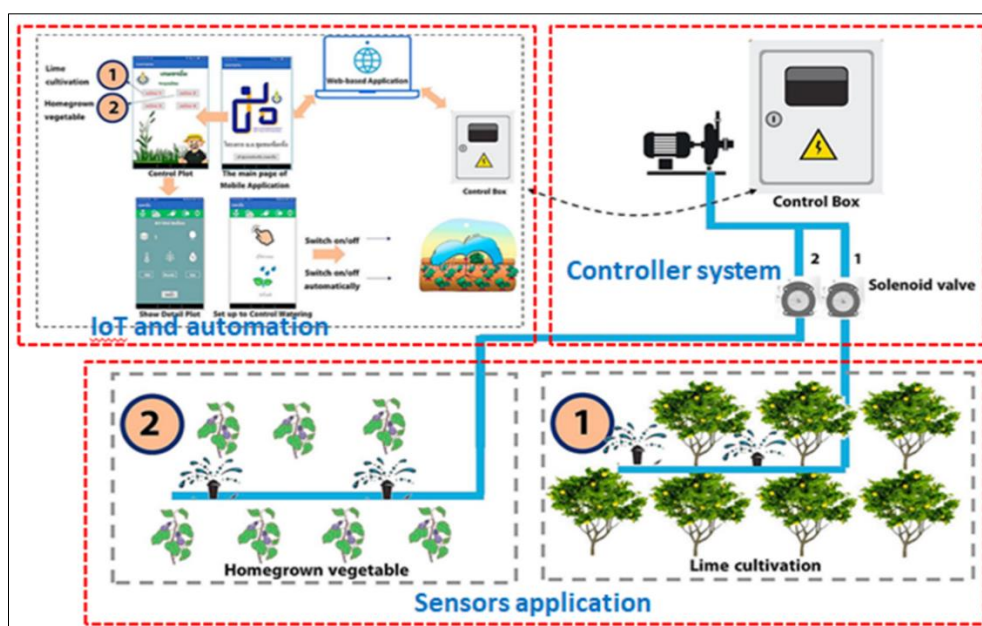 Lime
cultivation
1
Homegrown
vegetable
2
Control Plot
The main page of
Mobile Application
Web-based Application
Control Box
Show Detail Plot
Set up to Control Watering
Switch on/off
Switch on/off
automatically
IoT and automation
Control Box
Controller system
2
1
Solenoid valve
2
Homegrown vegetable
1
Lime cultivation
Sensors application